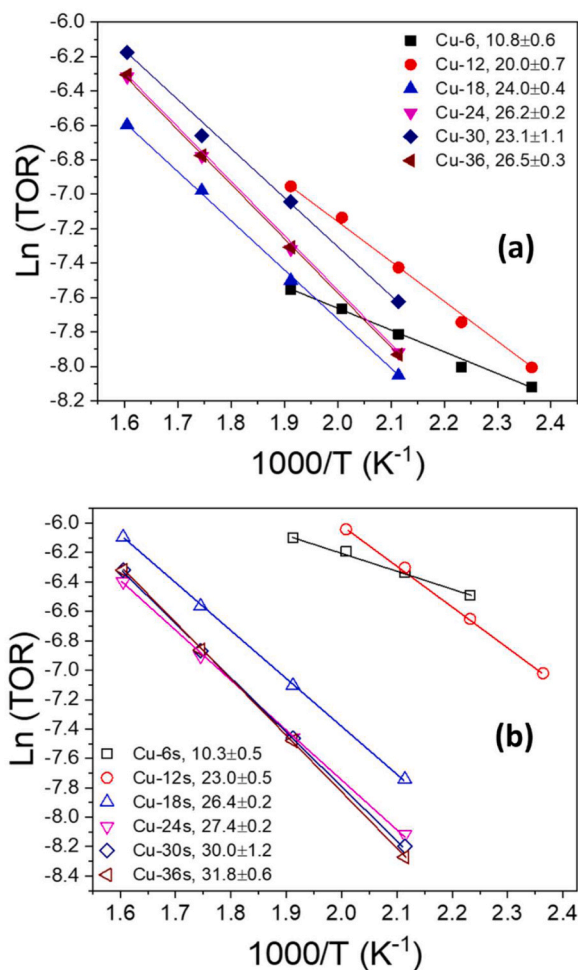 -6.0
-6.2
-6.4
-6.6
-6.8
-7.0
-7.2
-7.4
-7.6
-7.8
-8.0
-8.2
Ln (TOR)
Cu-6, 10.8±0.6
Cu-12, 20.0±0.7
Cu-18, 24.0±0.4
Cu-24, 26.2±0.2
Cu-30, 23.1±1.1
Cu-36, 26.5±0.3
(a)
1.6 1.7 1.8 1.9 2.0 2.1 2.2 2.3 2.4
1000/T (K⁻¹)
-6.0
-6.2
-6.4
-6.6
-6.8
-7.0
-7.2
-7.4
-7.6
-7.8
-8.0
-8.2
-8.4
Ln (TOR)
(b)
Cu-6s, 10.3±0.5
Cu-12s, 23.0±0.5
Cu-18s, 26.4±0.2
Cu-24s, 27.4±0.2
Cu-30s, 30.0±1.2
Cu-36s, 31.8±0.6
1.6 1.7 1.8 1.9 2.0 2.1 2.2 2.3 2.4
1000/T (K⁻¹)